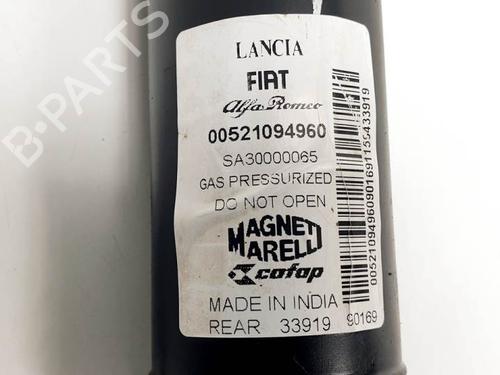 LANCIA
FIAT
Alfa Romeo
00521094960
SA30000065
GAS PRESSURIZED
DO NOT OPEN
MAGNETI
MARELLI
cofap
MADE IN INDIA
REAR 33919 90169
00521094960901691155433919
B-PARTS